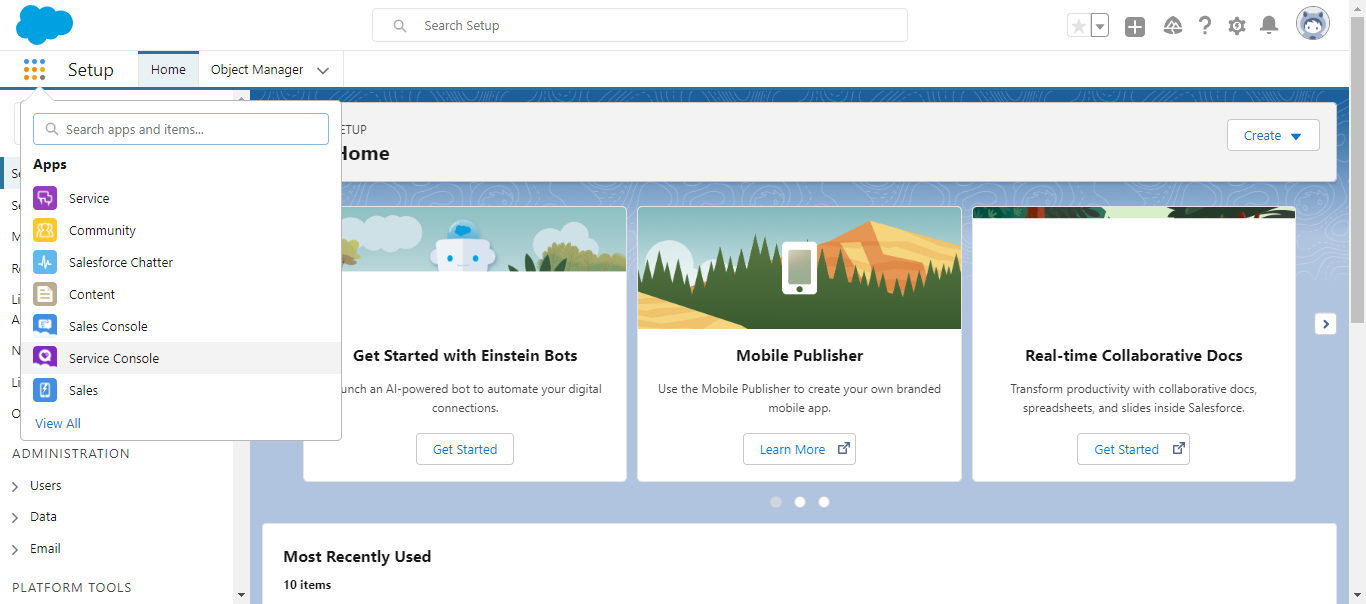 Search Setup
Setup
Home
Object Manager
Search apps and items...
Apps
Service
Community
Salesforce Chatter
Content
Sales Console
Service Console
Sales
View All
ADMINISTRATION
Users
Data
Email
PLATFORM TOOLS
Create
Get Started with Einstein Bots
an AI-powered bot to automate your digital
connections.
Get Started
Mobile Publisher
Use the Mobile Publisher to create your own branded
mobile app.
Learn More
Real-time Collaborative Docs
Transform productivity with collaborative docs,
spreadsheets, and slides inside Salesforce.
Get Started
Most Recently Used
10 items